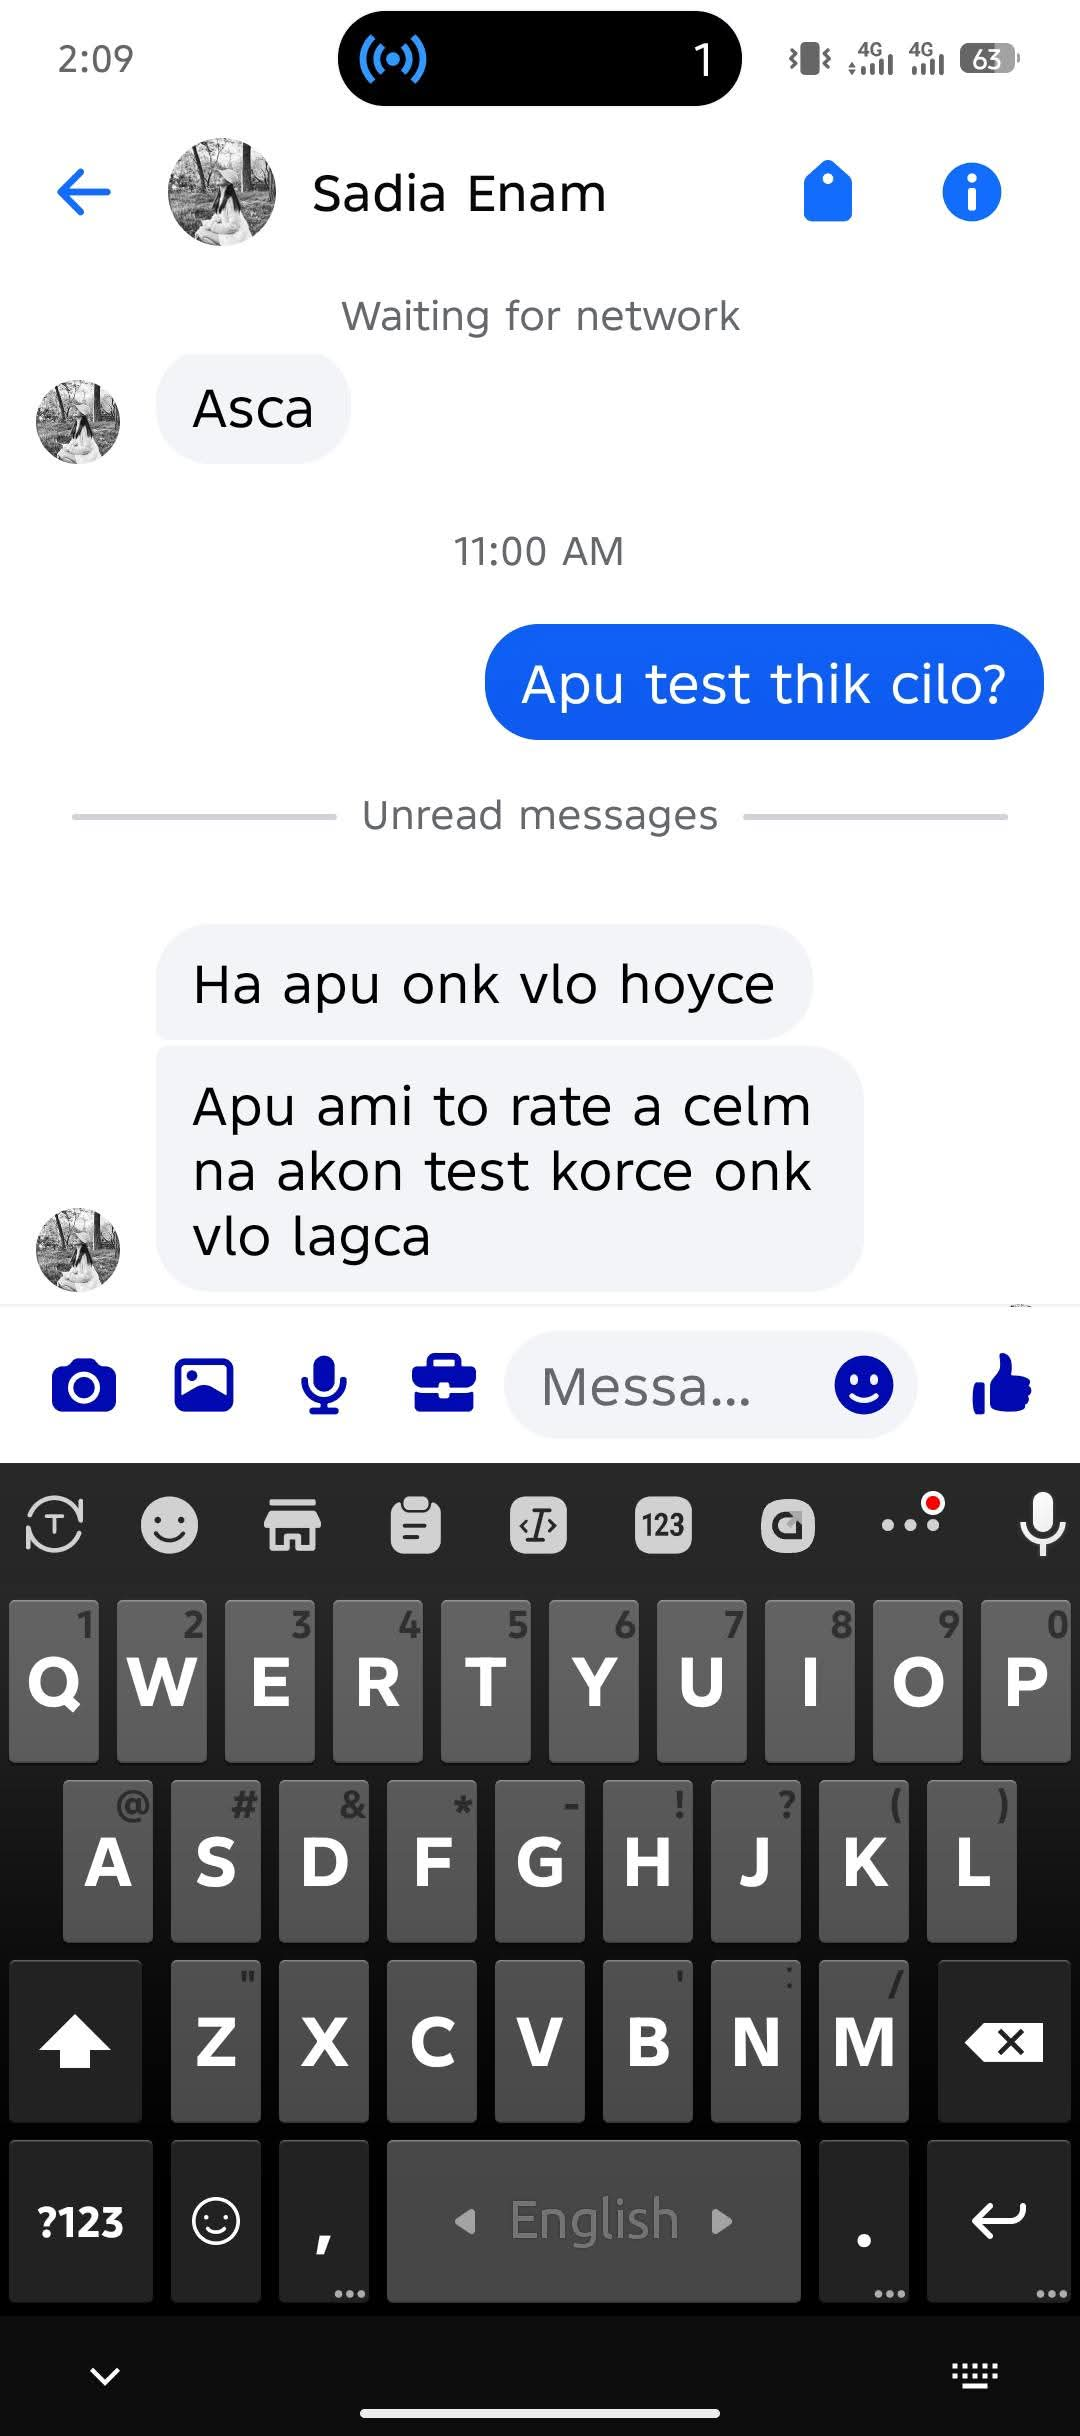 2:09
1
4G
4G
63
Sadia Enam
Waiting for network
Asca
11:00 AM
Apu test thik cilo?
Unread messages
Ha apu onk vlo hoyce
Apu ami to rate a celm
na akon test korce onk
vlo lagca
Messa...
T
I
123
G
1 2 3 4 5 6 7 8 9 0
Q W E R T Y U I O P
@ # & * - ! ? ( )
A S D F G H J K L
" ' : /
Z X C V B N M
?123 , English .